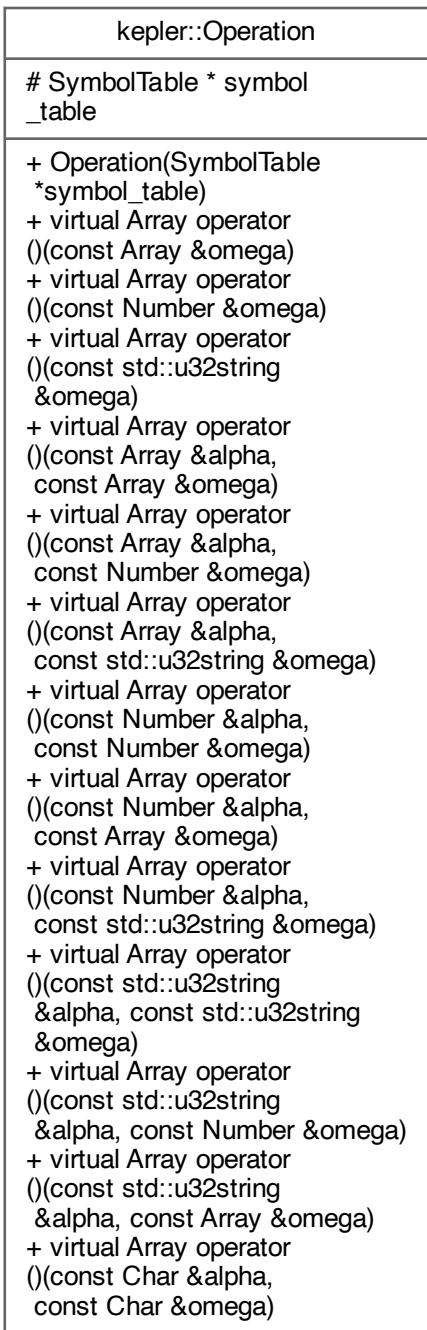 kepler::Operation
# SymbolTable * symbol
_table
+ Operation(SymbolTable
*symbol_table)
+ virtual Array operator
()(const Array &omega)
+ virtual Array operator
()(const Number &omega)
+ virtual Array operator
()(const std::u32string
&omega)
+ virtual Array operator
()(const Array &alpha,
const Array &omega)
+ virtual Array operator
()(const Array &alpha,
const Number &omega)
+ virtual Array operator
()(const Array &alpha,
const std::u32string &omega)
+ virtual Array operator
()(const Number &alpha,
const Number &omega)
+ virtual Array operator
()(const Number &alpha,
const Array &omega)
+ virtual Array operator
()(const Number &alpha,
const std::u32string &omega)
+ virtual Array operator
()(const std::u32string
&alpha, const std::u32string
&omega)
+ virtual Array operator
()(const std::u32string
&alpha, const Number &omega)
+ virtual Array operator
()(const std::u32string
&alpha, const Array &omega)
+ virtual Array operator
()(const Char &alpha,
const Char &omega)